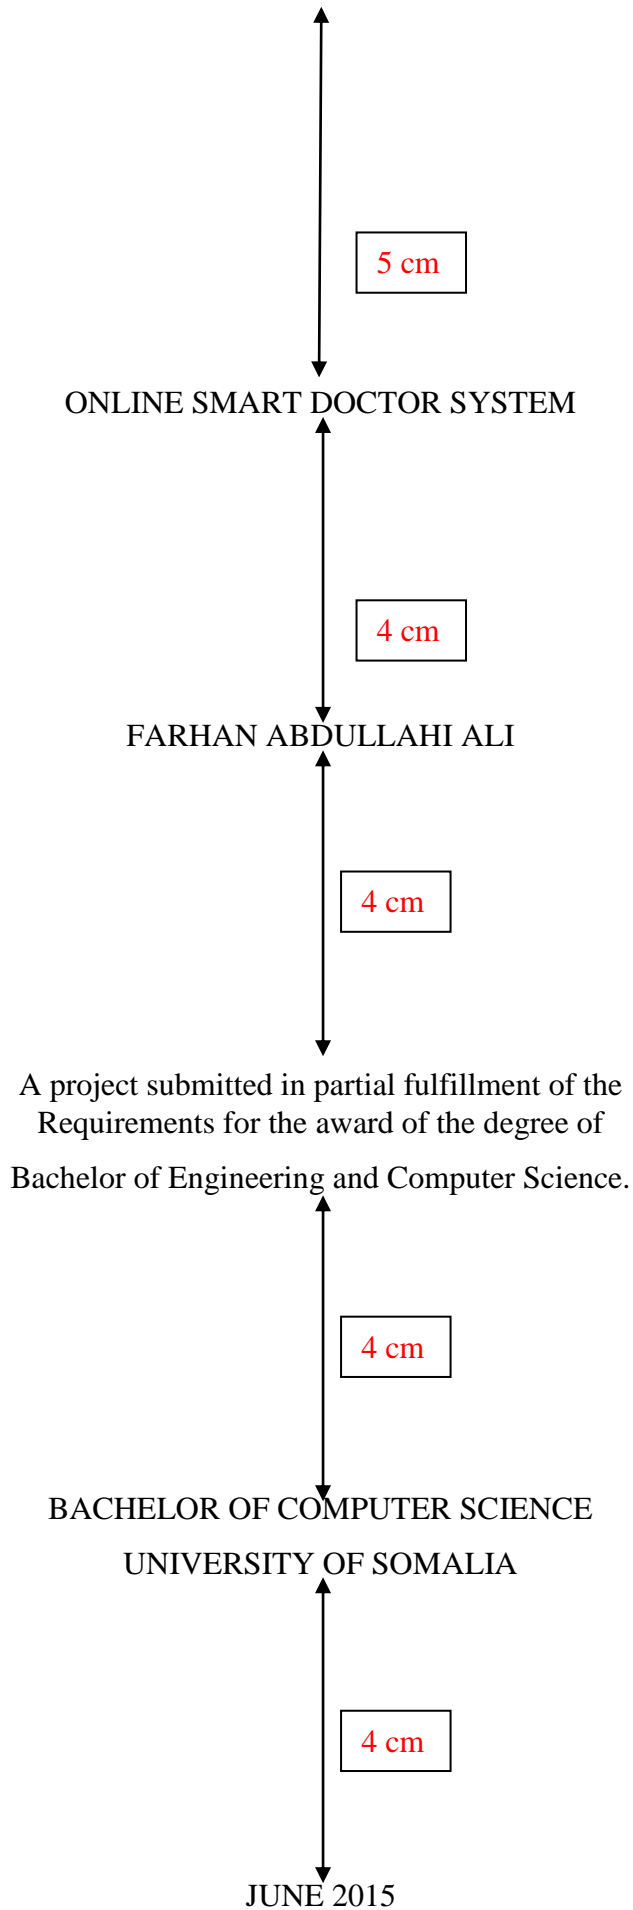 5 cm
ONLINE SMART DOCTOR SYSTEM
4 cm
FARHAN ABDULLAHI ALI
4 cm
A project submitted in partial fulfillment of the
Requirements for the award of the degree of
Bachelor of Engineering and Computer Science.
4 cm
BACHELOR OF COMPUTER SCIENCE
UNIVERSITY OF SOMALIA
4 cm
JUNE 2015